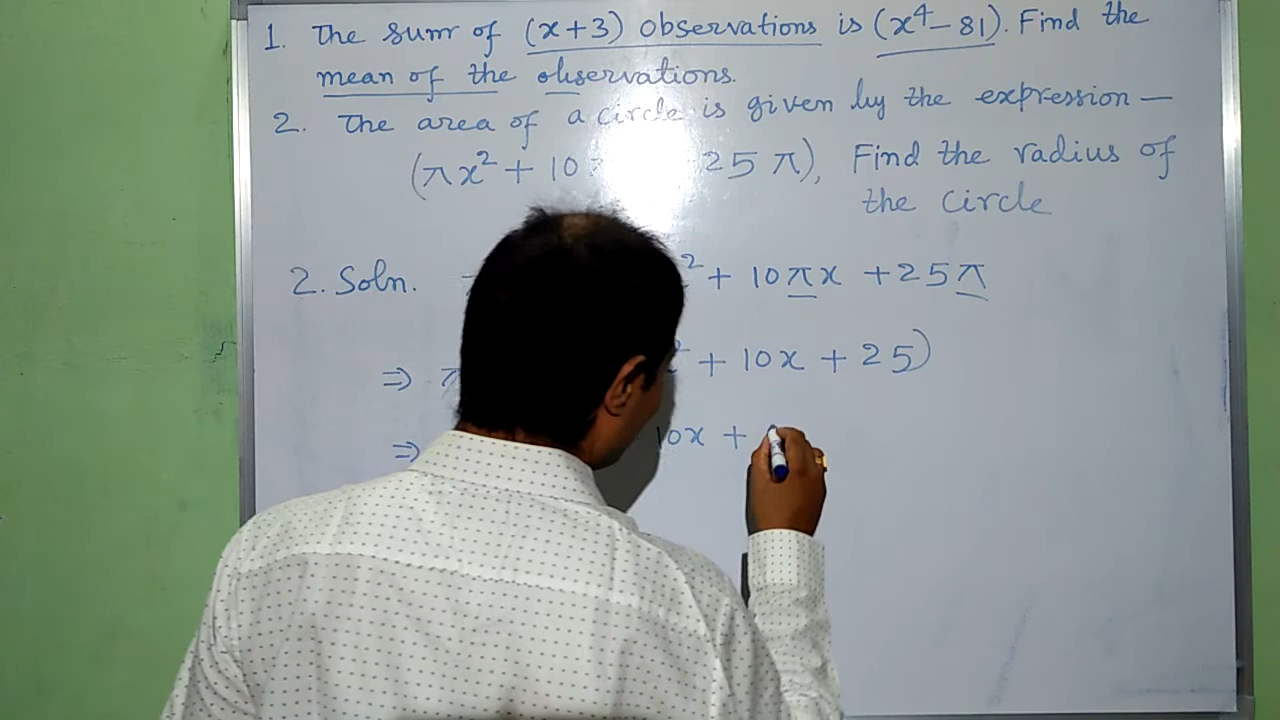 1. The sum of (x+3) observations is (x⁴- 81). Find the
mean of the observations.
2. The area of a circle is given by the expression —
(πx² + 10 25 π), Find the radius of
the circle
2. Soln. ² + 10πx + 25π
⇒ ² + 10x + 25)
⇒ 10x +